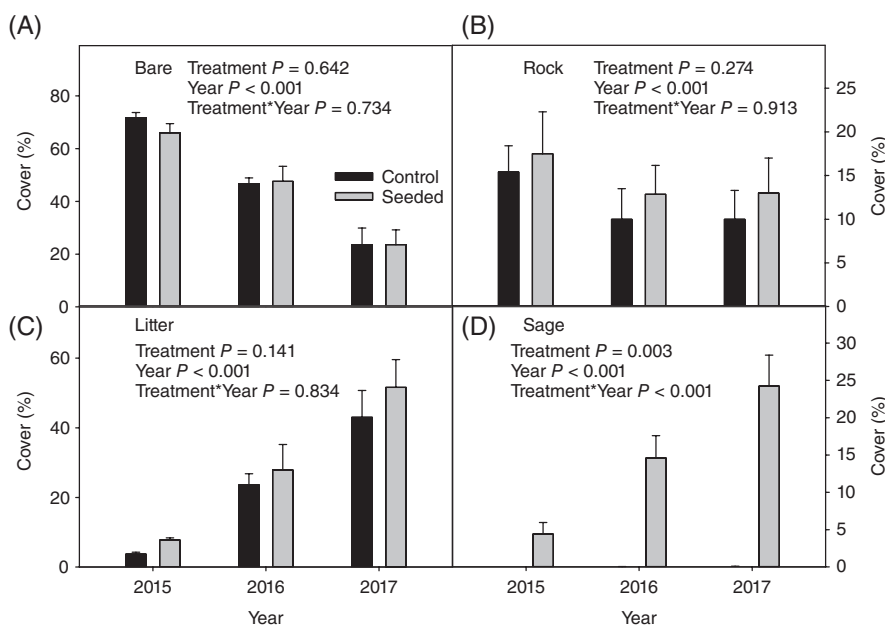 (A)
Bare
Treatment P = 0.642
Year P < 0.001
Treatment*Year P = 0.734
Control
Seeded
Cover (%)
80
60
40
20
0
(B)
Rock
Treatment P = 0.274
Year P < 0.001
Treatment*Year P = 0.913
25
20
15
10
5
0
Cover (%)
(C)
Litter
Treatment P = 0.141
Year P < 0.001
Treatment*Year P = 0.834
Cover (%)
60
40
20
0
2015
2016
2017
Year
(D)
Sage
Treatment P = 0.003
Year P < 0.001
Treatment*Year P < 0.001
30
25
20
15
10
5
0
Cover (%)
2015
2016
2017
Year